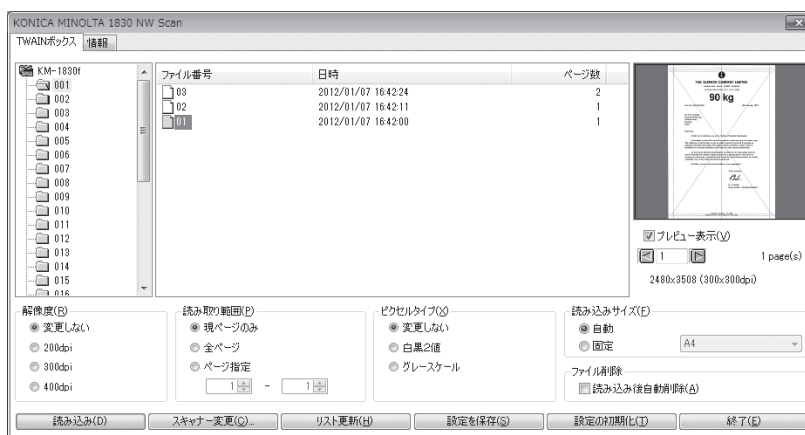 KONICA MINOLTA 1830 NW Scan
TWAINボックス 情報
KM-1830f
001
002
003
004
005
006
007
008
009
010
011
012
013
014
015
016
ファイル番号 日時 ページ数
03 2012/01/07 16:42:24 2
02 2012/01/07 16:42:11 1
01 2012/01/07 16:42:00 1
90 kg
プレビュー表示(V)
1 1 page(s)
2480x3508 (300x300dpi)
解像度(R)
変更しない
200dpi
300dpi
400dpi
読み取り範囲(P)
現ページのみ
全ページ
ページ指定
1 - 1
ピクセルタイプ(X)
変更しない
白黒2値
グレースケール
読み込みサイズ(F)
自動
固定 A4
ファイル削除
読み込み後自動削除(A)
読み込み(D) スキャナー変更(C)... リスト更新(H) 設定を保存(S) 設定の初期化(T) 終了(E)